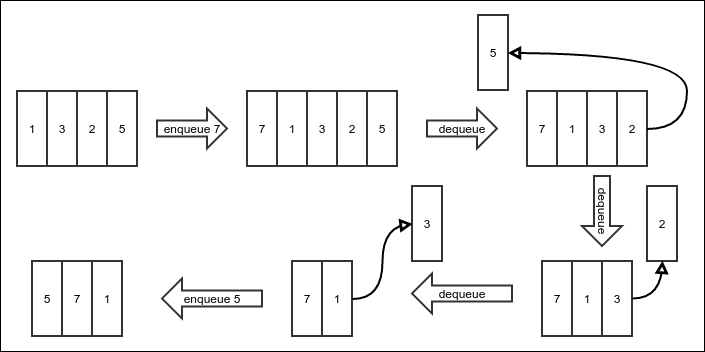 5
1 3 2 5
enqueue 7
7 1 3 2 5
dequeue
7 1 3 2
dequeue
2
7 1 3
dequeue
3
7 1
enqueue 5
5 7 1